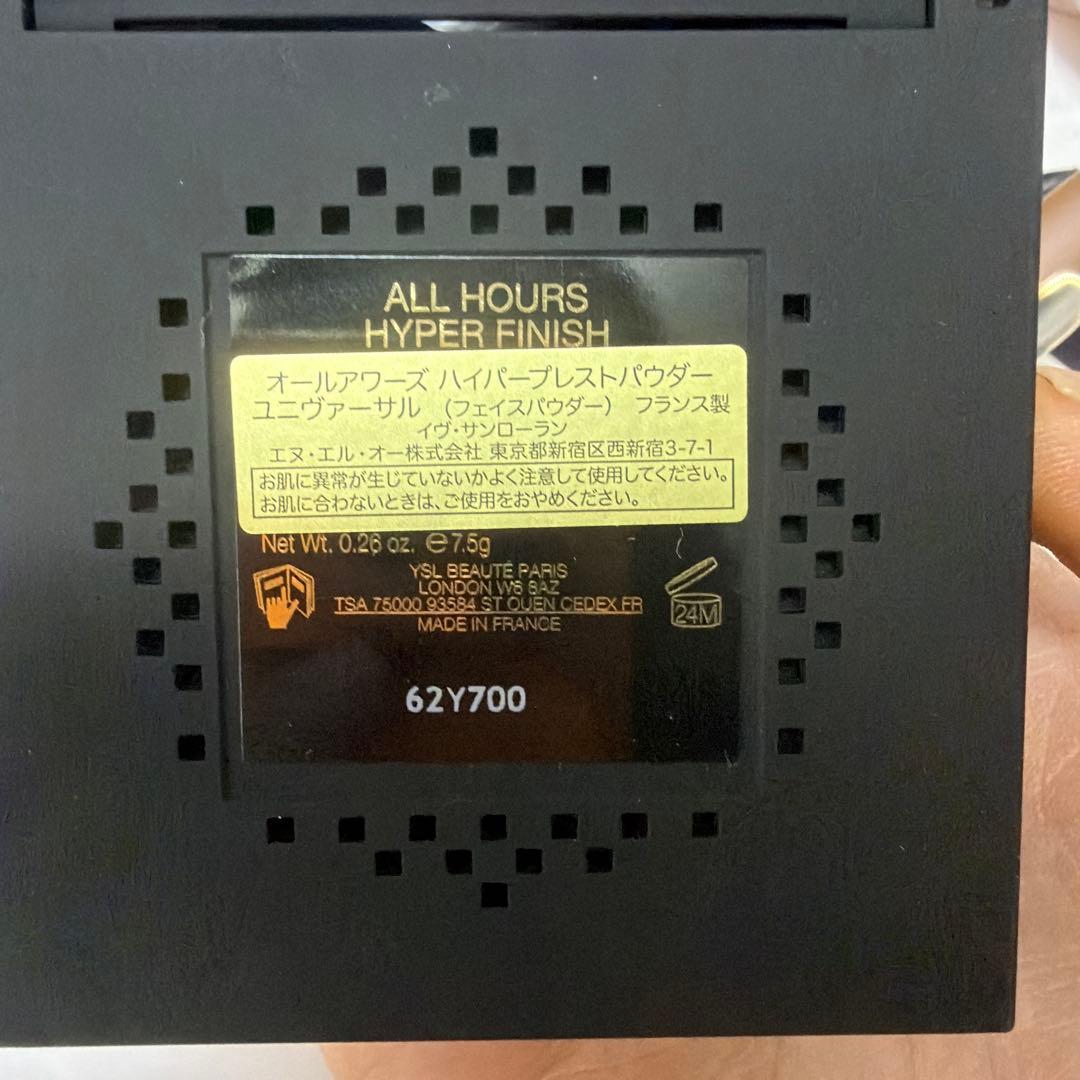 ALL HOURS
HYPER FINISH
オールアワーズ ハイパープレストパウダー
ユニヴァーサル （フェイスパウダー） フランス製
イヴ・サンローラン
エヌ・エル・オー株式会社 東京都新宿区西新宿3-7-1
お肌に異常が生じていないかよく注意して使用してください。
お肌に合わないときは、ご使用をおやめください。
Net Wt. 0.26 oz. ℮7.5g
YSL BEAUTÉ PARIS
LONDON W6 8AZ
TSA 75000 93584 ST OUEN CEDEX FR
MADE IN FRANCE
24M
62Y700